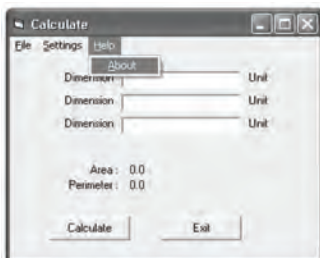 Calculate
File Settings Help
About
Dimension Unit
Dimension Unit
Dimension Unit
Area : 0.0
Perimeter : 0.0
Calculate Exit